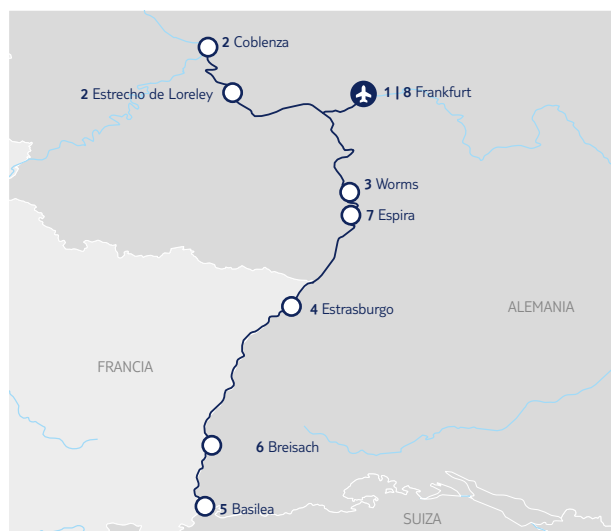 2 Coblenza
2 Estrecho de Loreley
1 | 8 Frankfurt
3 Worms
7 Espira
4 Estrasburgo
ALEMANIA
FRANCIA
6 Breisach
5 Basilea
SUIZA